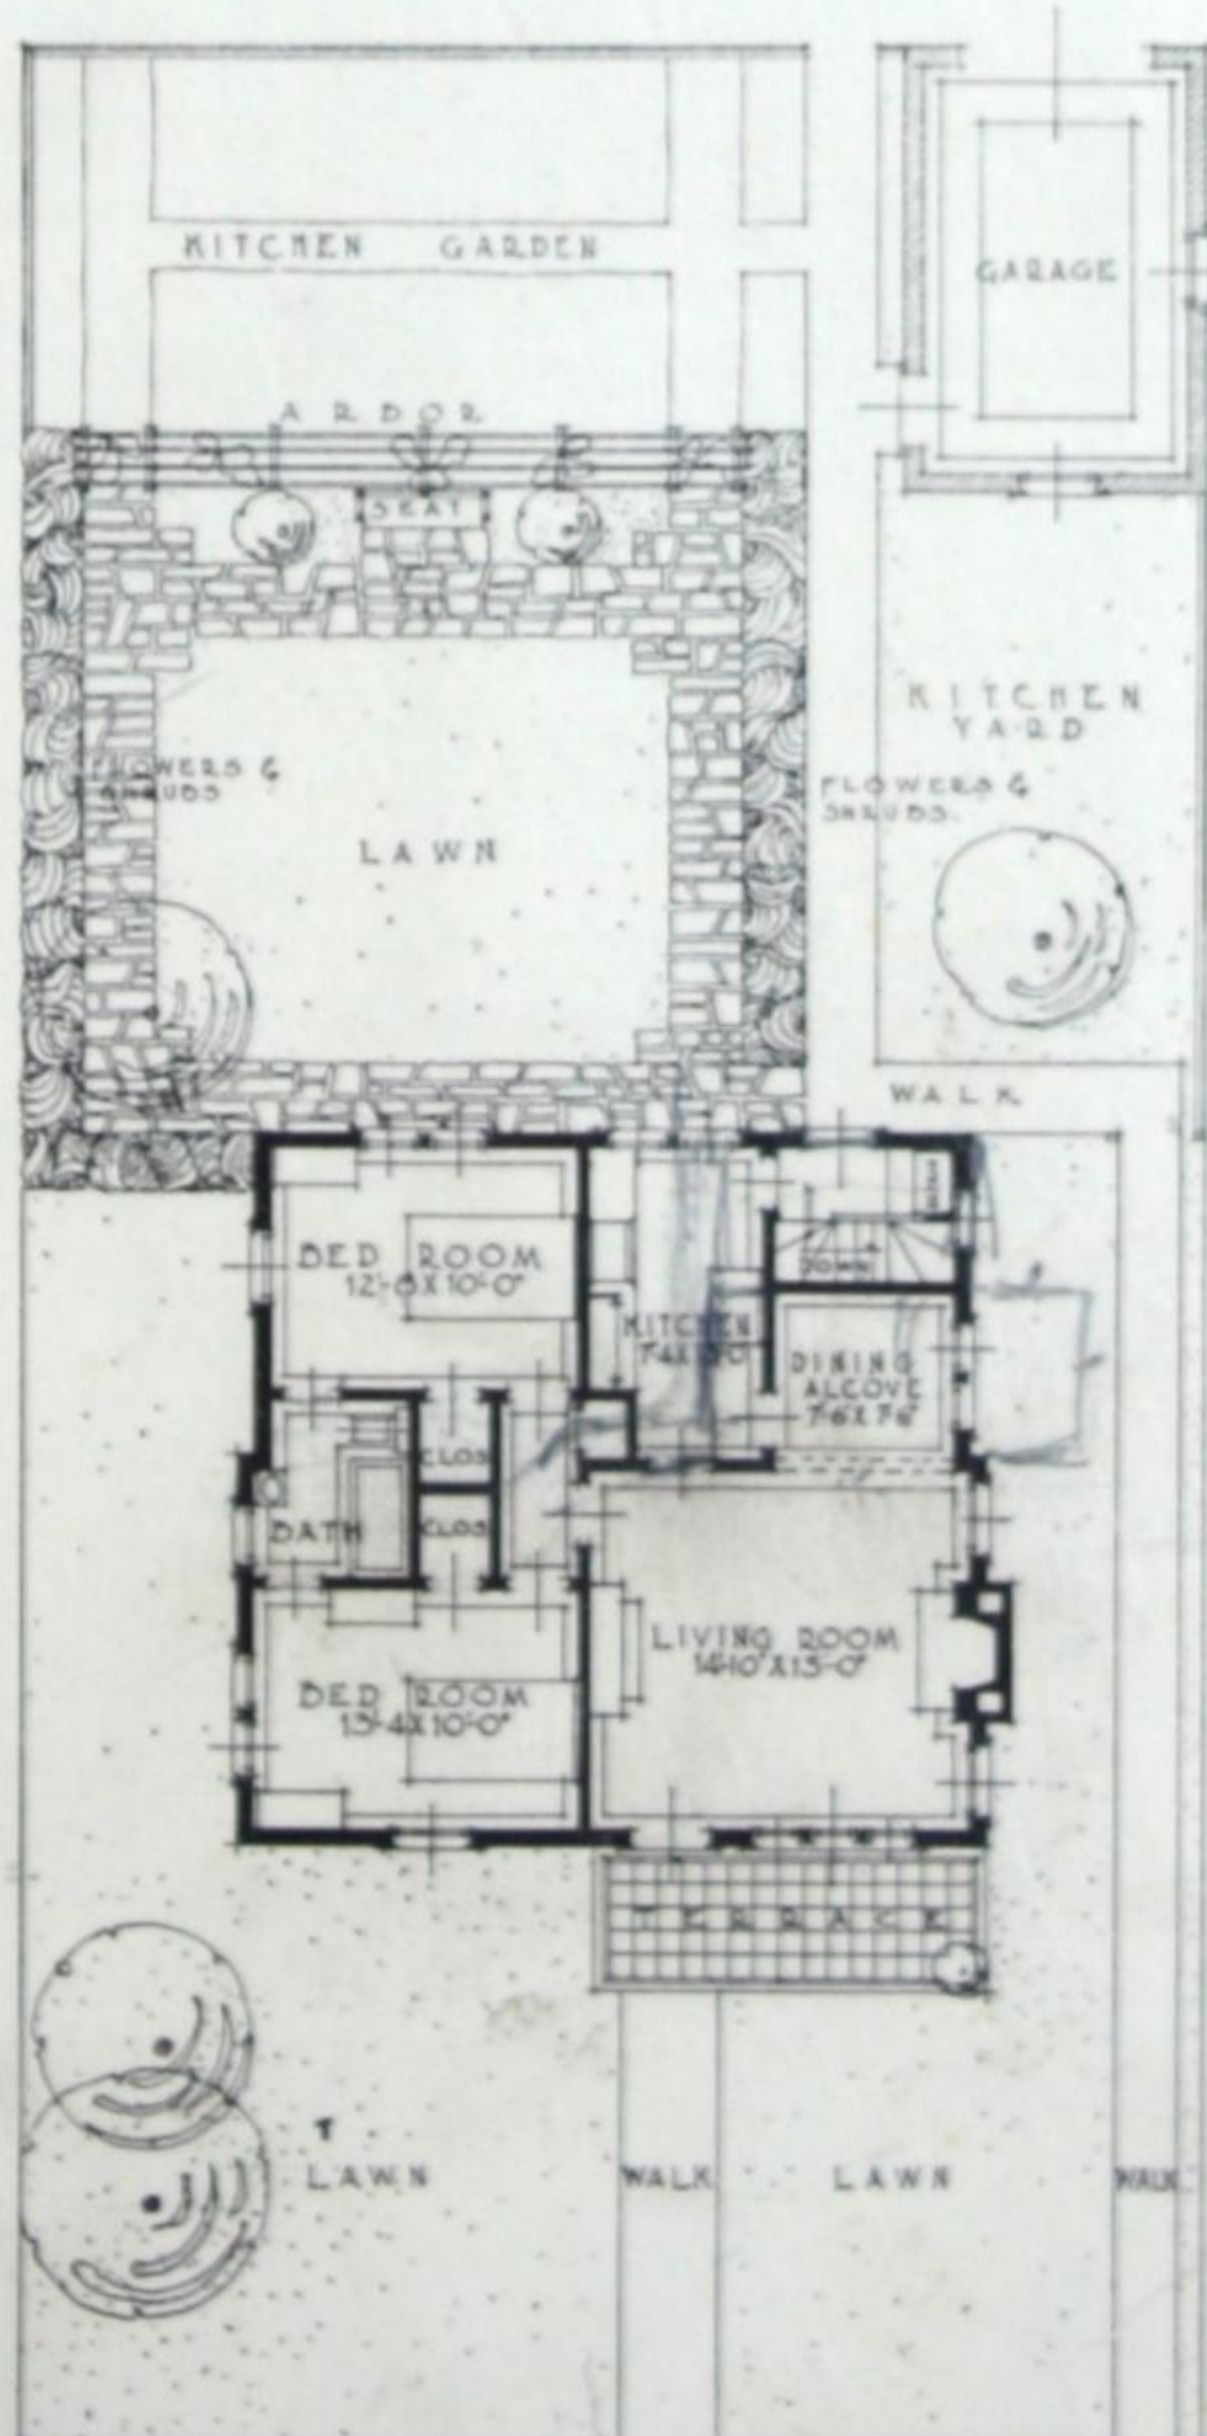 KITCHEN GARDEN
GARAGE
ARBOR
SEAT
KITCHEN
YARD
FLOWERS &
SHRUBS
FLOWERS &
SHRUBS.
LAWN
WALK
BED ROOM
12'-8 X 10'-0"
DOWN
KITCHEN
DINING
ALCOVE
7'6 X 7'6"
CLOS
BATH
CLOS
LIVING ROOM
14'-10" X 15'-0"
BED ROOM
13'-4 X 10'-0"
TERRACE
T
LAWN
WALK
LAWN
WALK